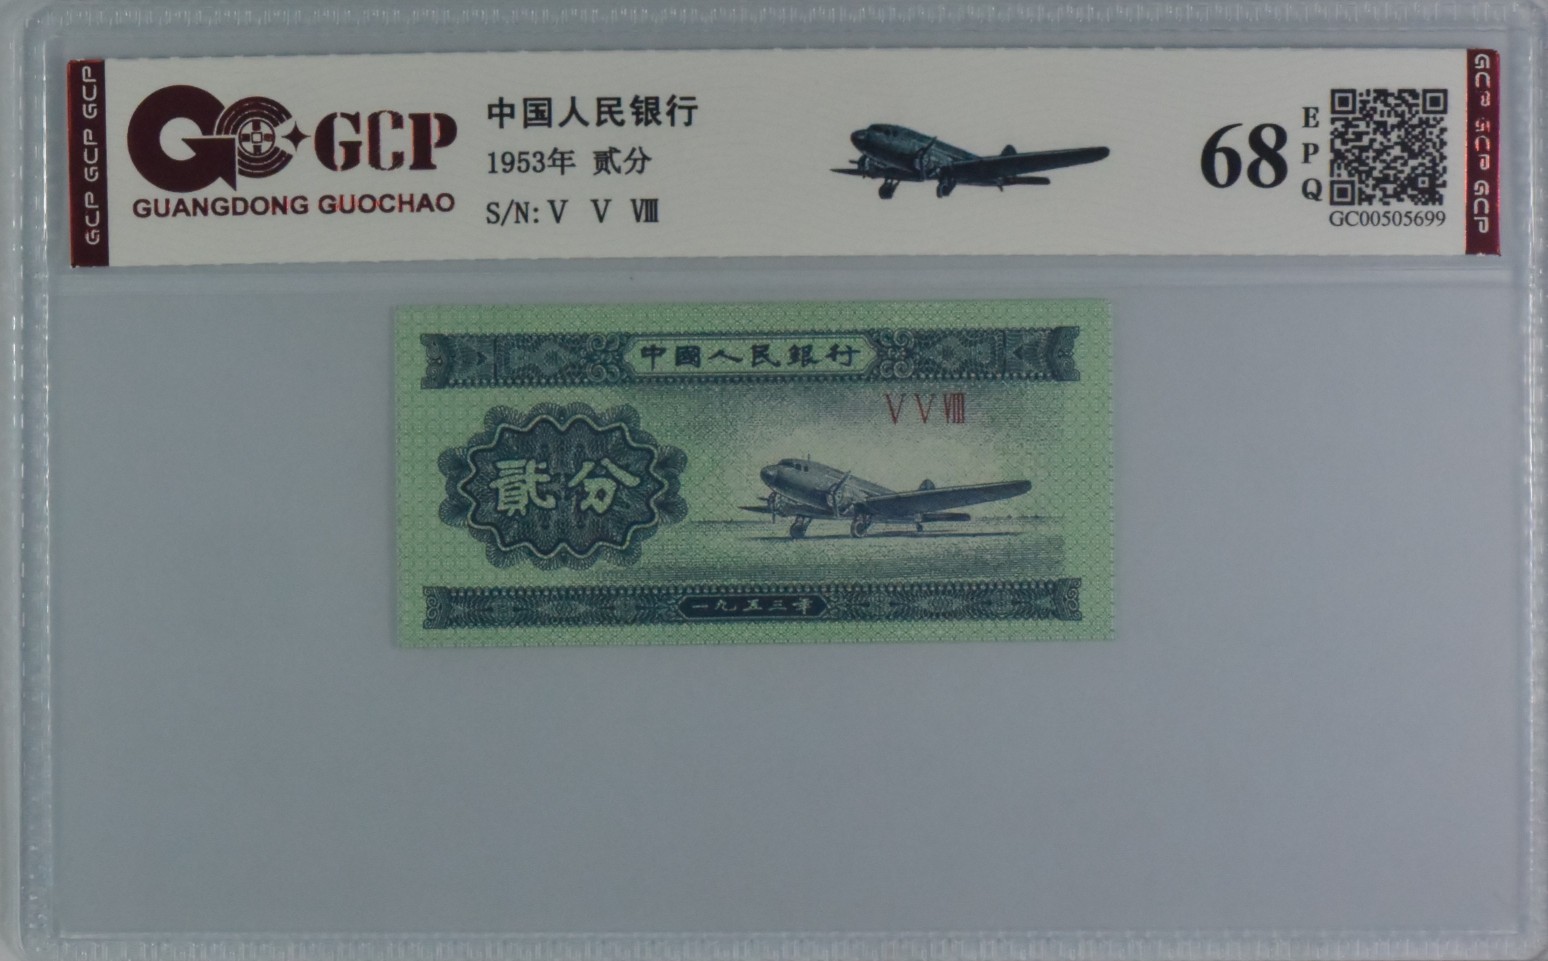 GCP GCP GCP
GCP
GUANGDONG GUOCHAO
中国人民银行
1953年 贰分
S/N: V V VIII
68
EPQ
GC00505699
GCP GCP GCP
中國人民銀行
V V VIII
貳分
一九五三年